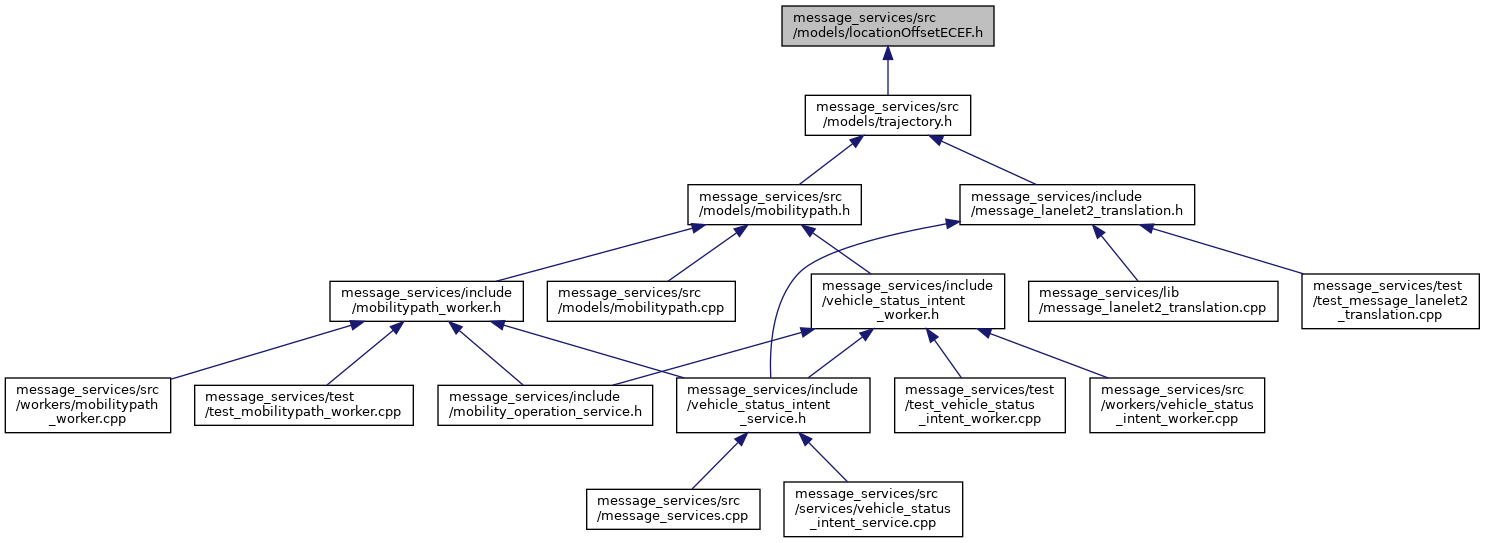 message_services/src
/models/locationOffsetECEF.h
message_services/src
/models/trajectory.h
message_services/src
/models/mobilitypath.h
message_services/include
/message_lanelet2_translation.h
message_services/include
/mobilitypath_worker.h
message_services/src
/models/mobilitypath.cpp
message_services/include
/vehicle_status_intent
_worker.h
message_services/lib
/message_lanelet2_translation.cpp
message_services/test
/test_message_lanelet2
_translation.cpp
message_services/src
/workers/mobilitypath
_worker.cpp
message_services/test
/test_mobilitypath_worker.cpp
message_services/include
/mobility_operation_service.h
message_services/include
/vehicle_status_intent
_service.h
message_services/test
/test_vehicle_status
_intent_worker.cpp
message_services/src
/workers/vehicle_status
_intent_worker.cpp
message_services/src
/message_services.cpp
message_services/src
/services/vehicle_status
_intent_service.cpp